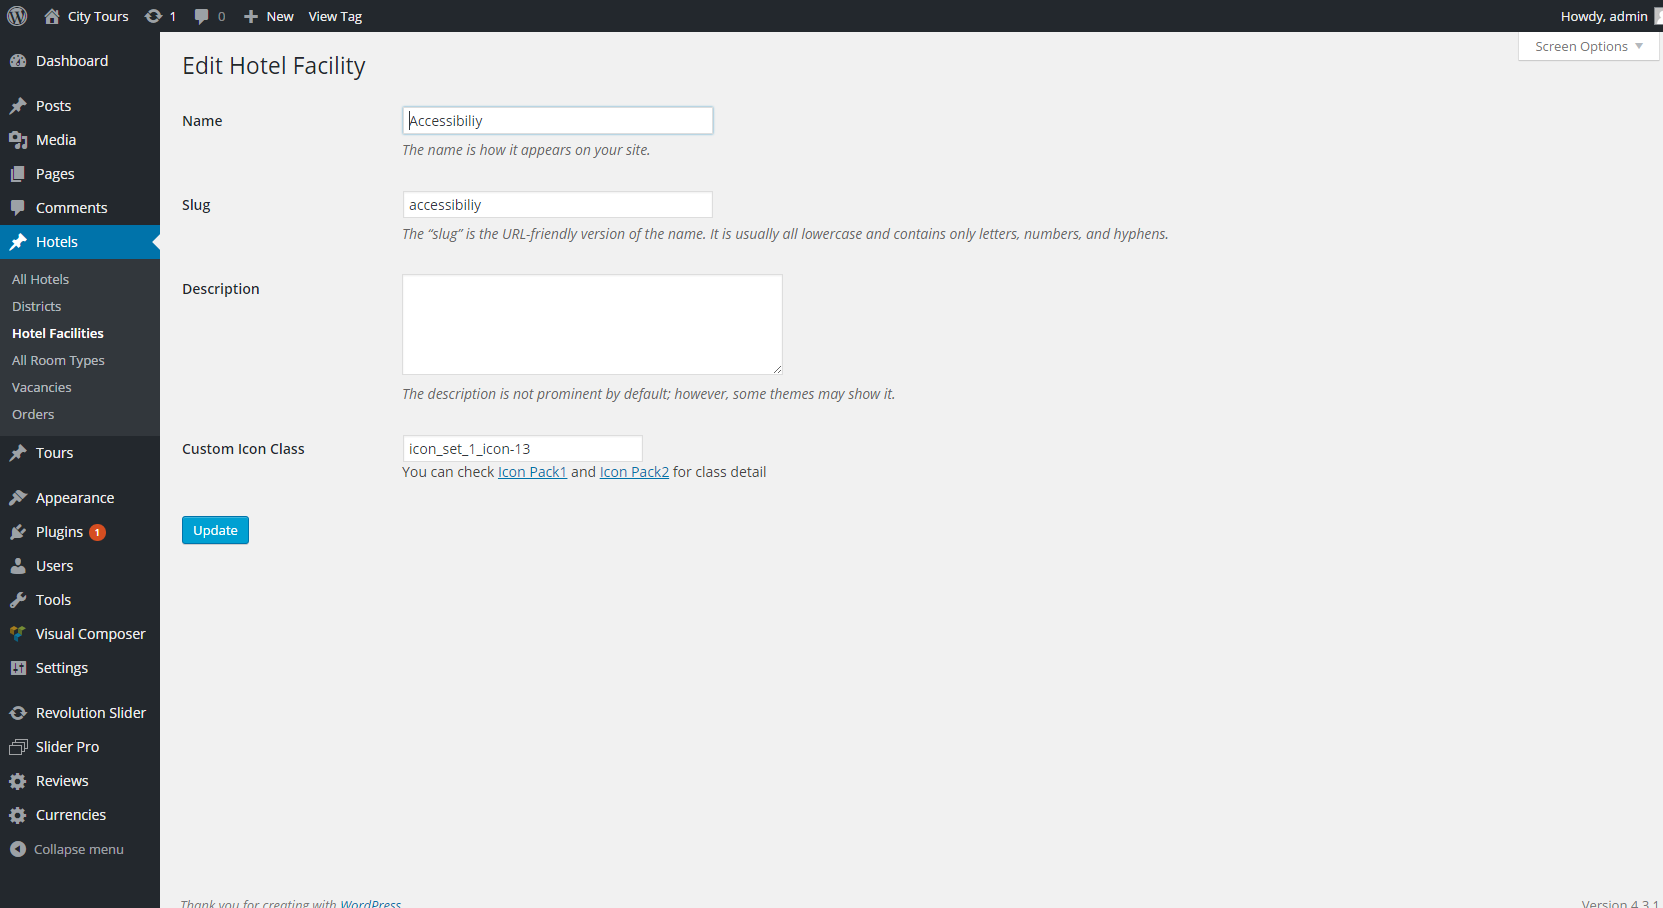 City Tours 1 0 New View Tag Howdy, admin
Screen Options
Dashboard
Posts
Media
Pages
Comments
Hotels
All Hotels
Districts
Hotel Facilities
All Room Types
Vacancies
Orders
Tours
Appearance
Plugins 1
Users
Tools
Visual Composer
Settings
Revolution Slider
Slider Pro
Reviews
Currencies
Collapse menu
Edit Hotel Facility
Name Accessibiliy
The name is how it appears on your site.
Slug accessibiliy
The “slug” is the URL-friendly version of the name. It is usually all lowercase and contains only letters, numbers, and hyphens.
Description
The description is not prominent by default; however, some themes may show it.
Custom Icon Class icon_set_1_icon-13
You can check Icon Pack1 and Icon Pack2 for class detail
Update
Thank you for creating with WordPress Version 4.3.1